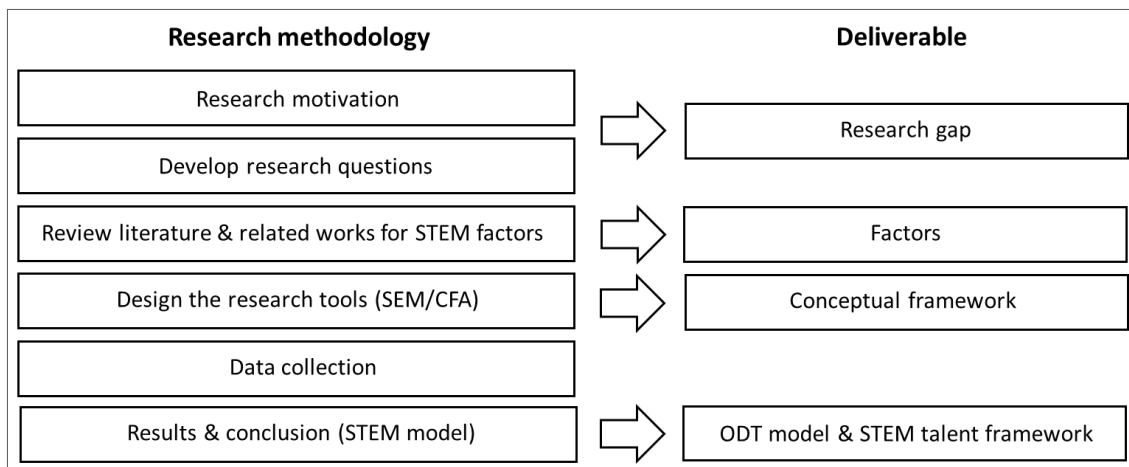 Research methodology
Deliverable
Research motivation
Research gap
Develop research questions
Review literature & related works for STEM factors
Factors
Design the research tools (SEM/CFA)
Conceptual framework
Data collection
Results & conclusion (STEM model)
ODT model & STEM talent framework